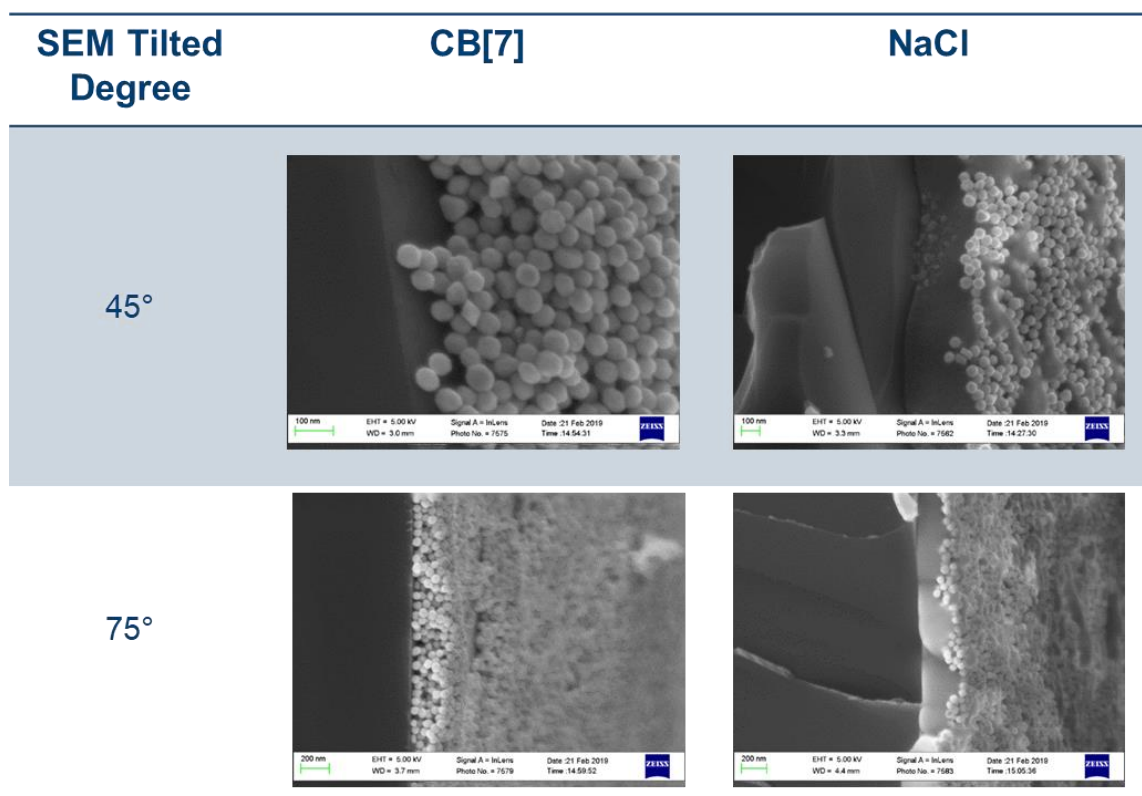 SEM Tilted Degree CB[7] NaCl
45°
100 nm EHT = 5.00 kV Signal A = InLens Date :21 Feb 2019 ZEISS
WD = 3.0 mm Photo No. = 7575 Time :14:54:31
100 nm EHT = 5.00 kV Signal A = InLens Date :21 Feb 2019 ZEISS
WD = 3.3 mm Photo No. = 7562 Time :14:27:30
75°
200 nm EHT = 5.00 kV Signal A = InLens Date :21 Feb 2019 ZEISS
WD = 3.7 mm Photo No. = 7579 Time :14:59:52
200 nm EHT = 5.00 kV Signal A = InLens Date :21 Feb 2019 ZEISS
WD = 4.4 mm Photo No. = 7583 Time :15:05:36